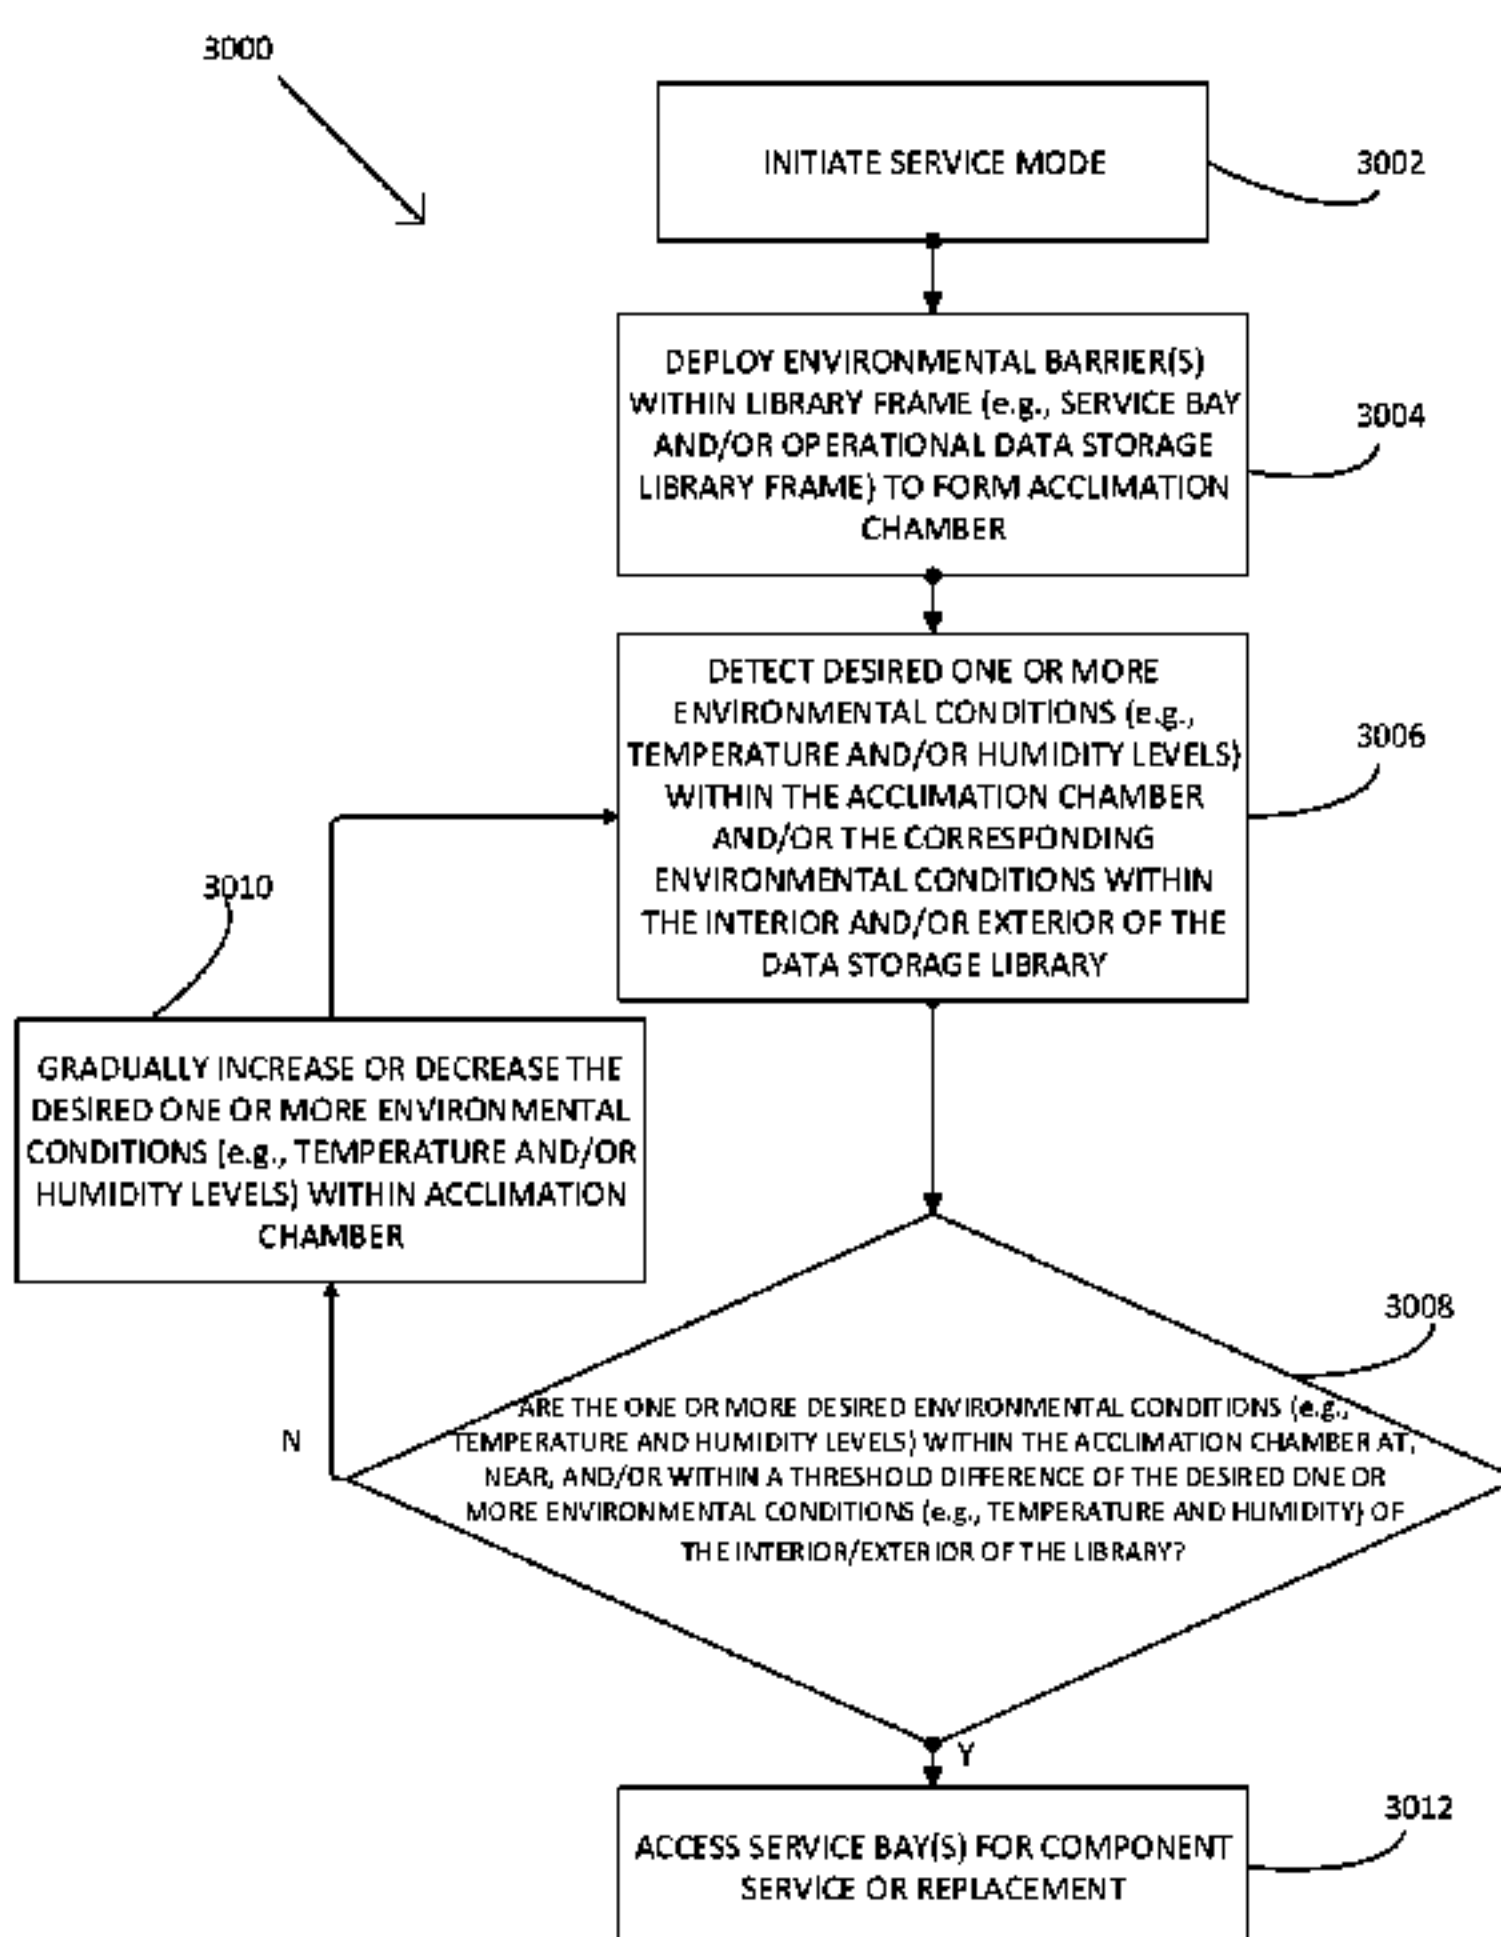 3000
INITIATE SERVICE MODE
3002
DEPLOY ENVIRONMENTAL BARRIER(S)
WITHIN LIBRARY FRAME (e.g., SERVICE BAY
AND/OR OPERATIONAL DATA STORAGE
LIBRARY FRAME) TO FORM ACCLIMATION
CHAMBER
3004
DETECT DESIRED ONE OR MORE
ENVIRONMENTAL CONDITIONS (e.g.,
TEMPERATURE AND/OR HUMIDITY LEVELS)
WITHIN THE ACCLIMATION CHAMBER
AND/OR THE CORRESPONDING
ENVIRONMENTAL CONDITIONS WITHIN
THE INTERIOR AND/OR EXTERIOR OF THE
DATA STORAGE LIBRARY
3006
3010
GRADUALLY INCREASE OR DECREASE THE
DESIRED ONE OR MORE ENVIRONMENTAL
CONDITIONS (e.g., TEMPERATURE AND/OR
HUMIDITY LEVELS) WITHIN ACCLIMATION
CHAMBER
3008
ARE THE ONE OR MORE DESIRED ENVIRONMENTAL CONDITIONS (e.g.,
TEMPERATURE AND HUMIDITY LEVELS) WITHIN THE ACCLIMATION CHAMBER AT,
NEAR, AND/OR WITHIN A THRESHOLD DIFFERENCE OF THE DESIRED ONE OR
MORE ENVIRONMENTAL CONDITIONS (e.g., TEMPERATURE AND HUMIDITY) OF
THE INTERIOR/EXTERIOR OF THE LIBRARY?
N
Y
3012
ACCESS SERVICE BAY(S) FOR COMPONENT
SERVICE OR REPLACEMENT